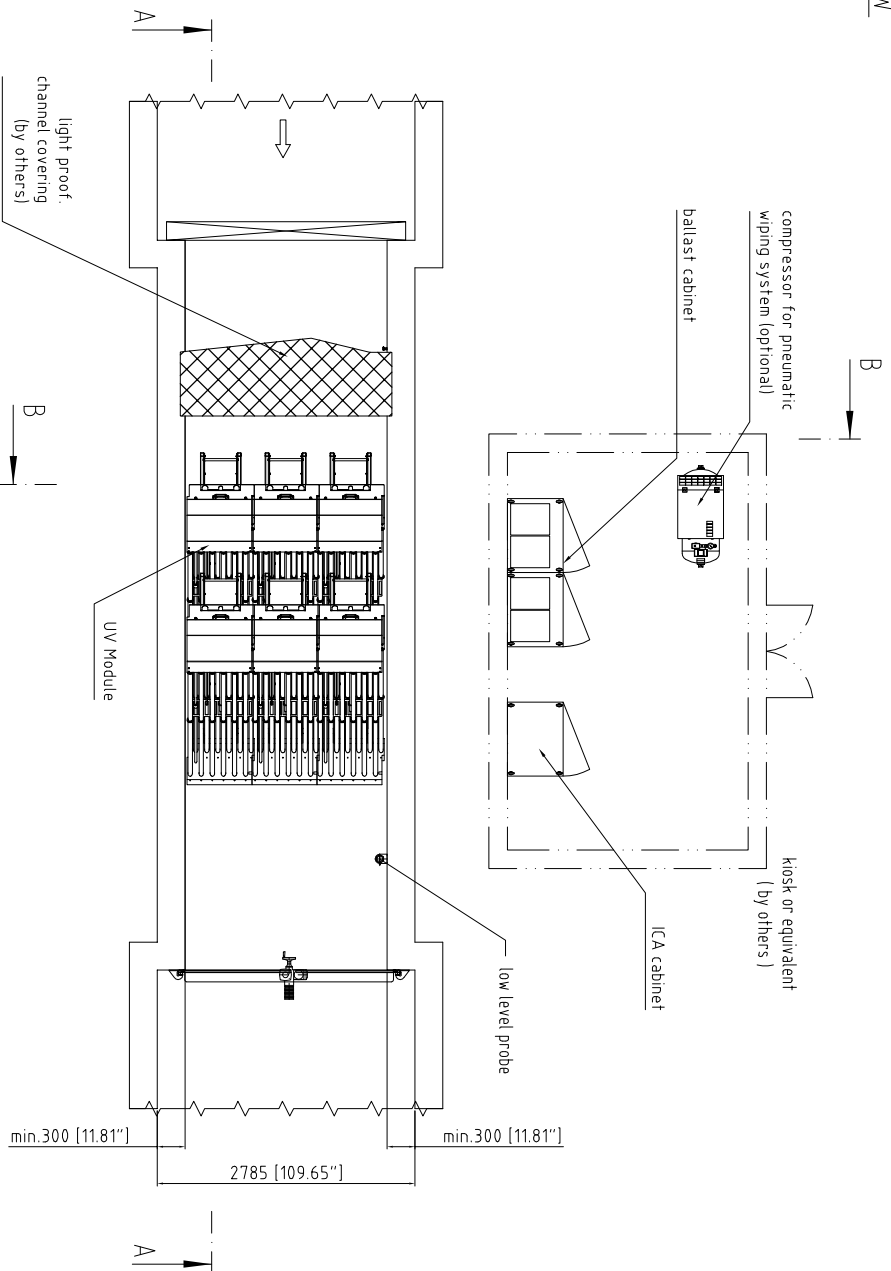 W
A
light proof.
channel covering
(by others)
compressor for pneumatic
wiping system (optional)
ballast cabinet
B
B
UV Module
kiosk or equivalent
( by others )
ICA cabinet
low level probe
min.300 [11.81"]
min.300 [11.81"]
2785 [109.65"]
A